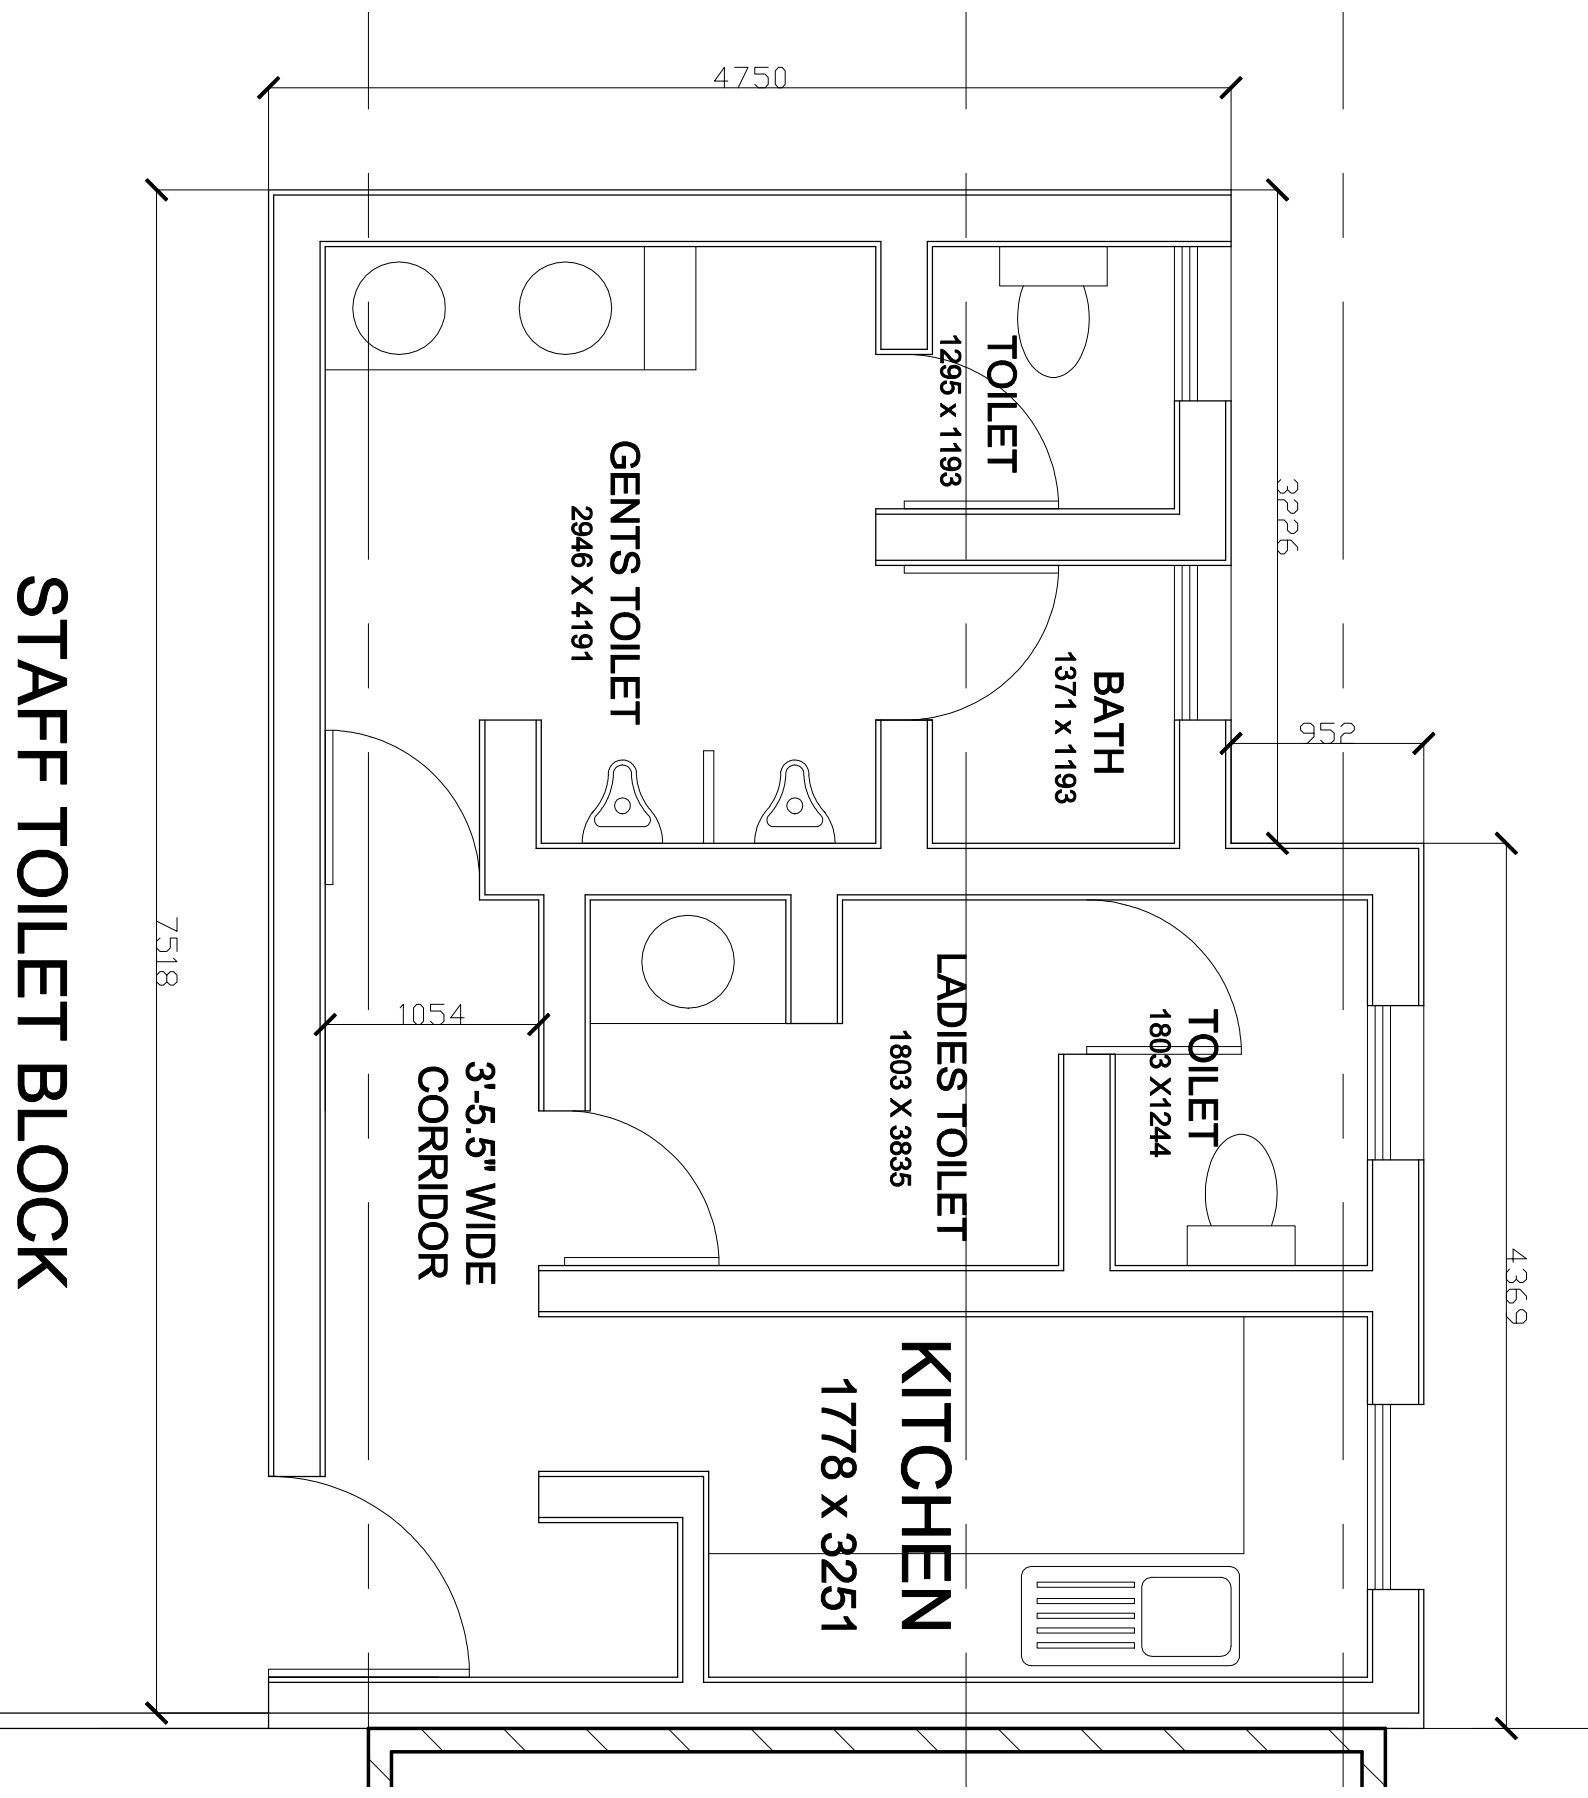 4750
3226
952
TOILET
1295 x 1193
BATH
1371 x 1193
GENTS TOILET
2946 X 4191
TOILET
1803 X1244
LADIES TOILET
1803 X 3835
4369
KITCHEN
1778 x 3251
1054
3'-5.5" WIDE
CORRIDOR
7518
STAFF TOILET BLOCK